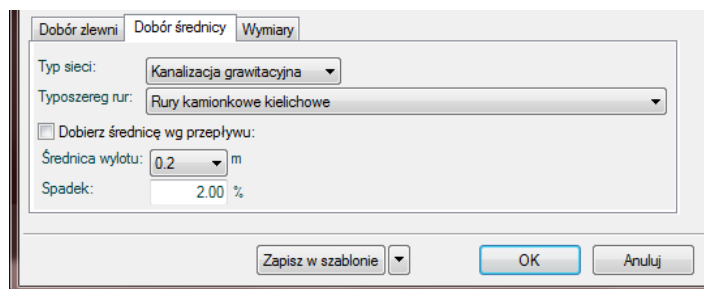 Dobór zlewni Dobór średnicy Wymiary
Typ sieci: Kanalizacja grawitacyjna
Typoszereg rur: Rury kamionkowe kielichowe
Dobierz średnicę wg przepływu:
Średnica wylotu: 0.2 m
Spadek: 2.00 %
Zapisz w szablonie OK Anuluj